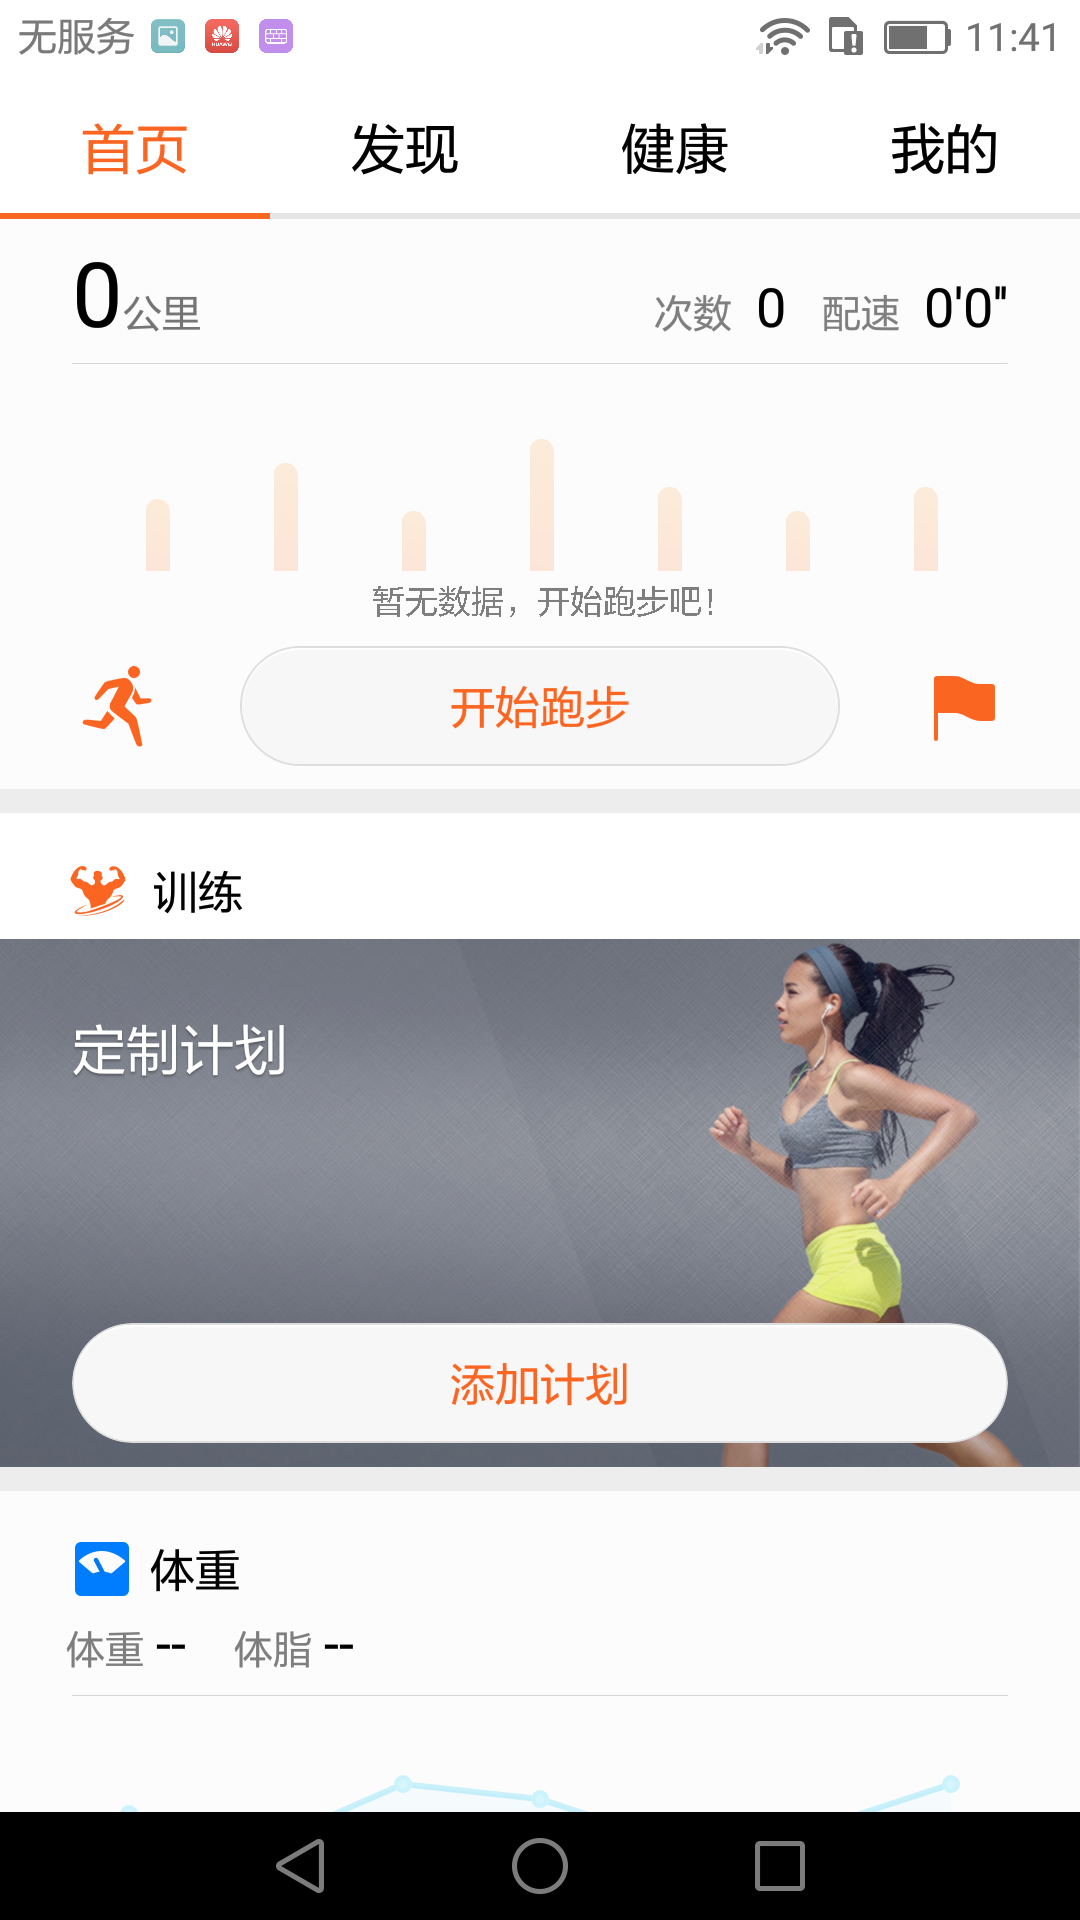 无服务 HUAWEI 11:41
首页 发现 健康 我的
0公里 次数 0 配速 0'0"
暂无数据，开始跑步吧！
开始跑步
训练
定制计划
添加计划
体重
体重 -- 体脂 --